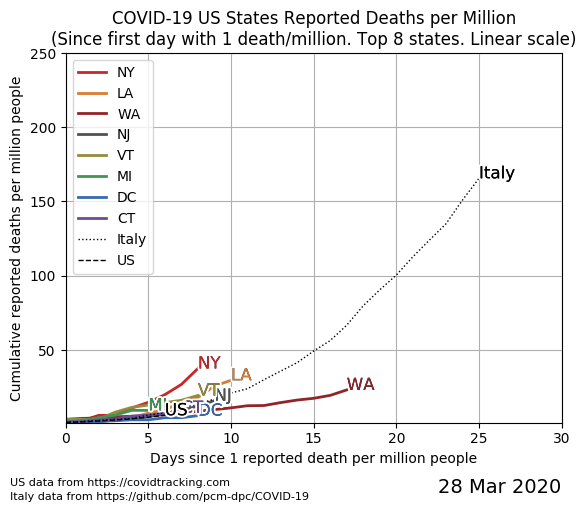 COVID-19 US States Reported Deaths per Million
(Since first day with 1 death/million. Top 8 states. Linear scale)
Cumulative reported deaths per million people
250
200
150
100
50
NY
LA
WA
NJ
VT
MI
DC
CT
Italy
US
Italy
NY
LA
WA
VT
NJ
MI
CT
US
DC
0
5
10
15
20
25
30
Days since 1 reported death per million people
28 Mar 2020
US data from https://covidtracking.com
Italy data from https://github.com/pcm-dpc/COVID-19